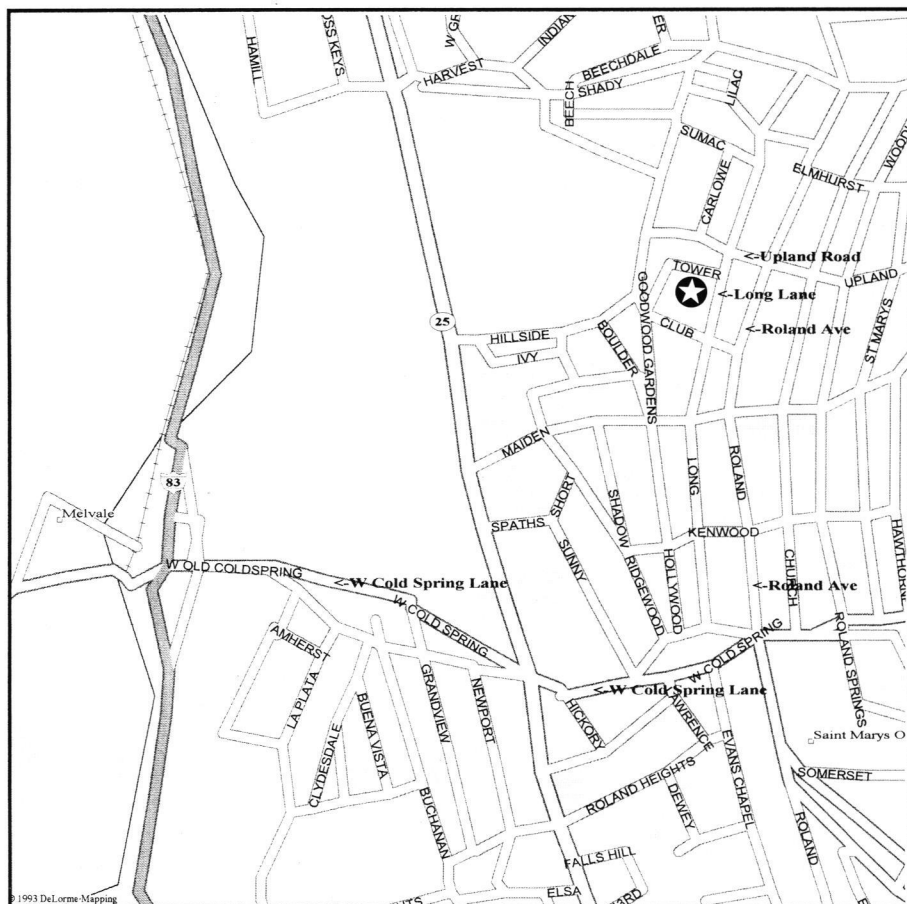 HAMILL
OSS KEYS
W GR
INDIAN
ER
HARVEST
BEECHDALE
SHADY
BEECH
LILAC
SUMAC
CARLOWE
ELMHURST
WOOD
<-Upland Road
TOWER
UPLAND
<-Long Lane
GOODWOOD GARDENS
25
CLUB
<-Roland Ave
ST MARYS
HILLSIDE
IVY
BOULDER
MAIDEN
LONG
ROLAND
83
Melvale
SHORT
SPATHS
SHADOW
SUNNY
KENWOOD
HAWTHORNE
RIDGEWOOD
HOLLYWOOD
CHURCH
W OLD COLDSPRING
<-W Cold Spring Lane
<-Roland Ave
W COLD SPRING
W COLD SPRING
ROLAND SPRINGS
AMHERST
LA PLATA
GRANDVIEW
NEWPORT
<-W Cold Spring Lane
HICKORY
LAWRENCE
CLYDESDALE
BUENA VISTA
EVANS CHAPEL
Saint Marys O
SOMERSET
ROLAND HEIGHTS
DEWEY
BUCHANAN
ROLAND
FALLS HILL
ELSA
33RD
GHTS
© 1993 DeLorme-Mapping